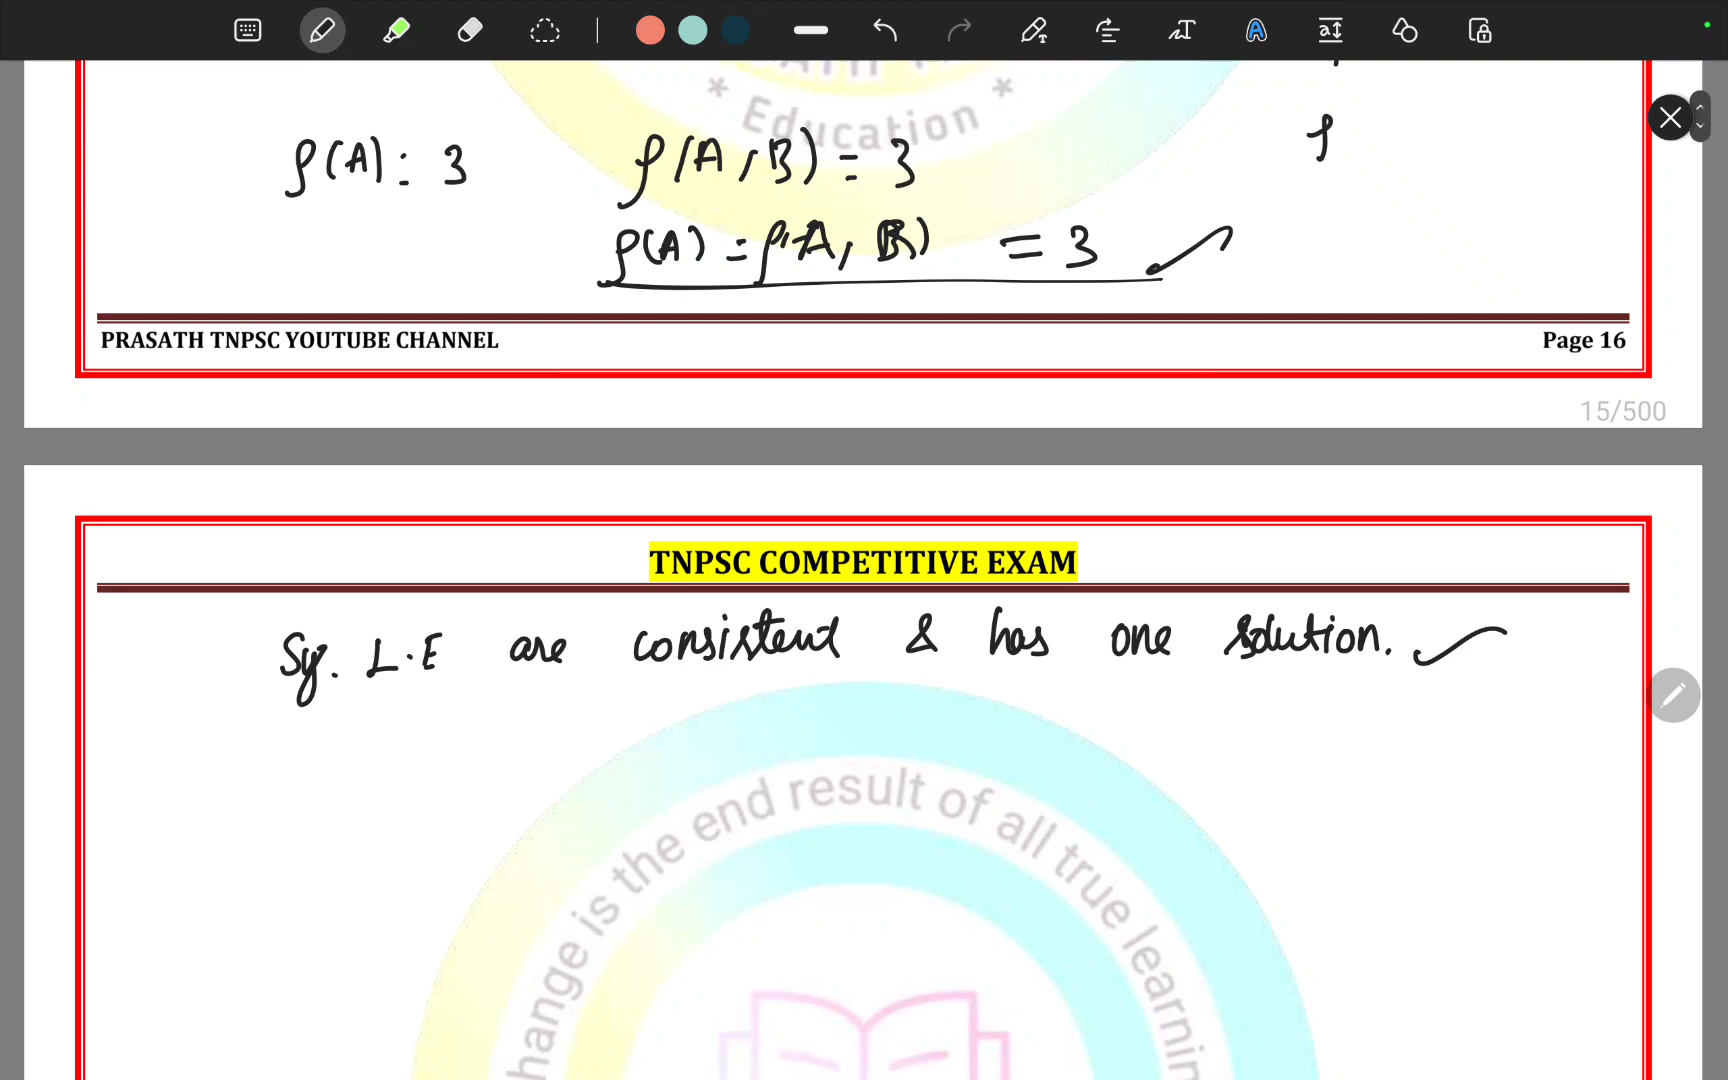 * Education *
ρ(A) : 3 ρ(A, B) = 3
ρ
ρ(A) = ρ(A, B) = 3
PRASATH TNPSC YOUTUBE CHANNEL Page 16
15/500
TNPSC COMPETITIVE EXAM
Sy. L.E are consistent & has one solution.
hange is the end result of all true learnin